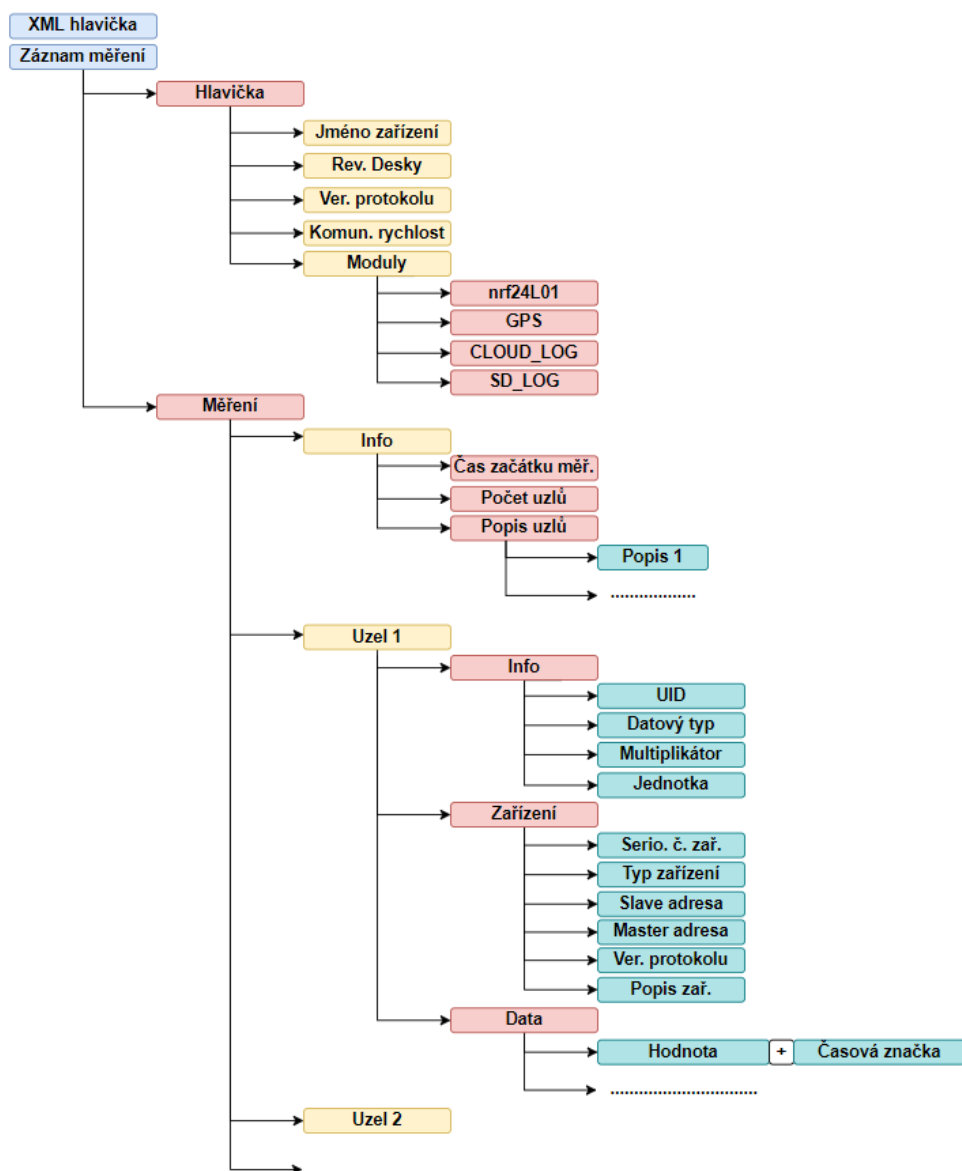 XML hlavička
Záznam měření
Hlavička
Jméno zařízení
Rev. Desky
Ver. protokolu
Komun. rychlost
Moduly
nrf24L01
GPS
CLOUD_LOG
SD_LOG
Měření
Info
Čas začátku měř.
Počet uzlů
Popis uzlů
Popis 1
..................
Uzel 1
Info
UID
Datový typ
Multiplikátor
Jednotka
Zařízení
Serio. č. zař.
Typ zařízení
Slave adresa
Master adresa
Ver. protokolu
Popis zař.
Data
Hodnota + Časová značka
...............................
Uzel 2